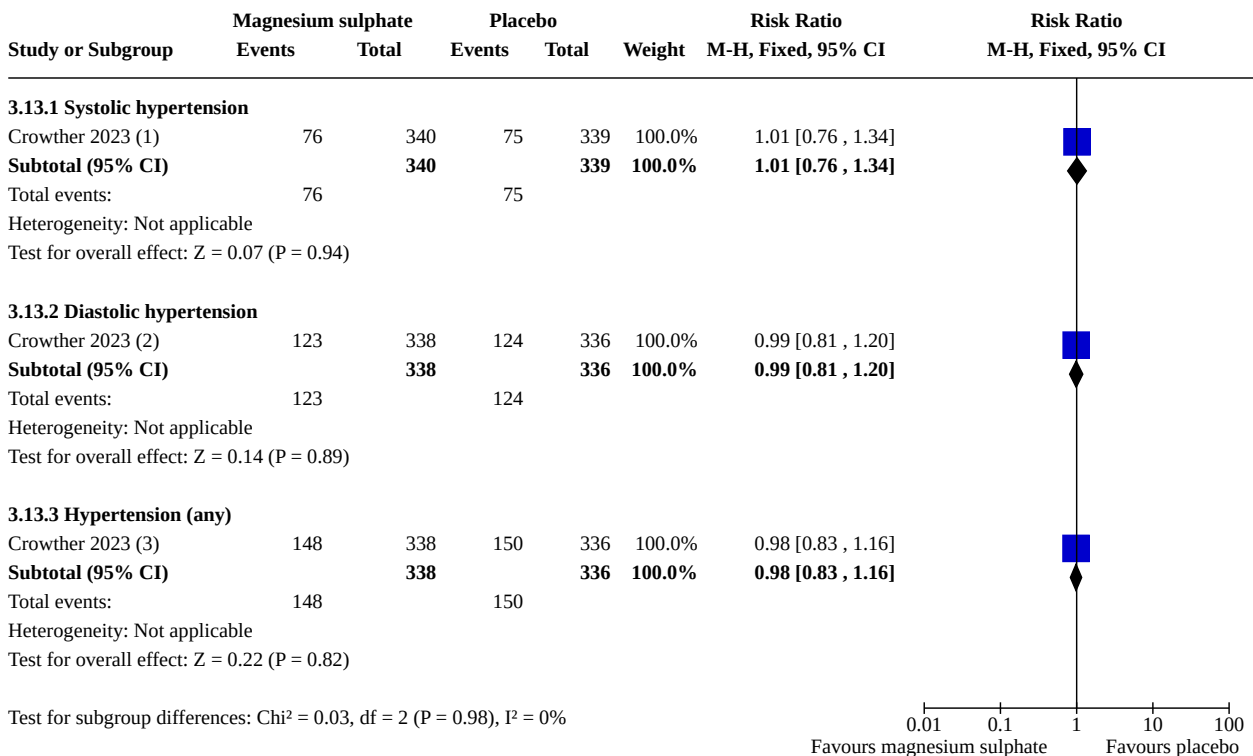 Magnesium sulphate Placebo Risk Ratio Risk Ratio
Study or Subgroup Events Total Events Total Weight M-H, Fixed, 95% CI M-H, Fixed, 95% CI
3.13.1 Systolic hypertension
Crowther 2023 (1) 76 340 75 339 100.0% 1.01 [0.76 , 1.34]
Subtotal (95% CI) 340 339 100.0% 1.01 [0.76 , 1.34]
Total events: 76 75
Heterogeneity: Not applicable
Test for overall effect: Z = 0.07 (P = 0.94)
3.13.2 Diastolic hypertension
Crowther 2023 (2) 123 338 124 336 100.0% 0.99 [0.81 , 1.20]
Subtotal (95% CI) 338 336 100.0% 0.99 [0.81 , 1.20]
Total events: 123 124
Heterogeneity: Not applicable
Test for overall effect: Z = 0.14 (P = 0.89)
3.13.3 Hypertension (any)
Crowther 2023 (3) 148 338 150 336 100.0% 0.98 [0.83 , 1.16]
Subtotal (95% CI) 338 336 100.0% 0.98 [0.83 , 1.16]
Total events: 148 150
Heterogeneity: Not applicable
Test for overall effect: Z = 0.22 (P = 0.82)
Test for subgroup differences: Chi² = 0.03, df = 2 (P = 0.98), I² = 0%
0.01 0.1 1 10 100
Favours magnesium sulphate Favours placebo